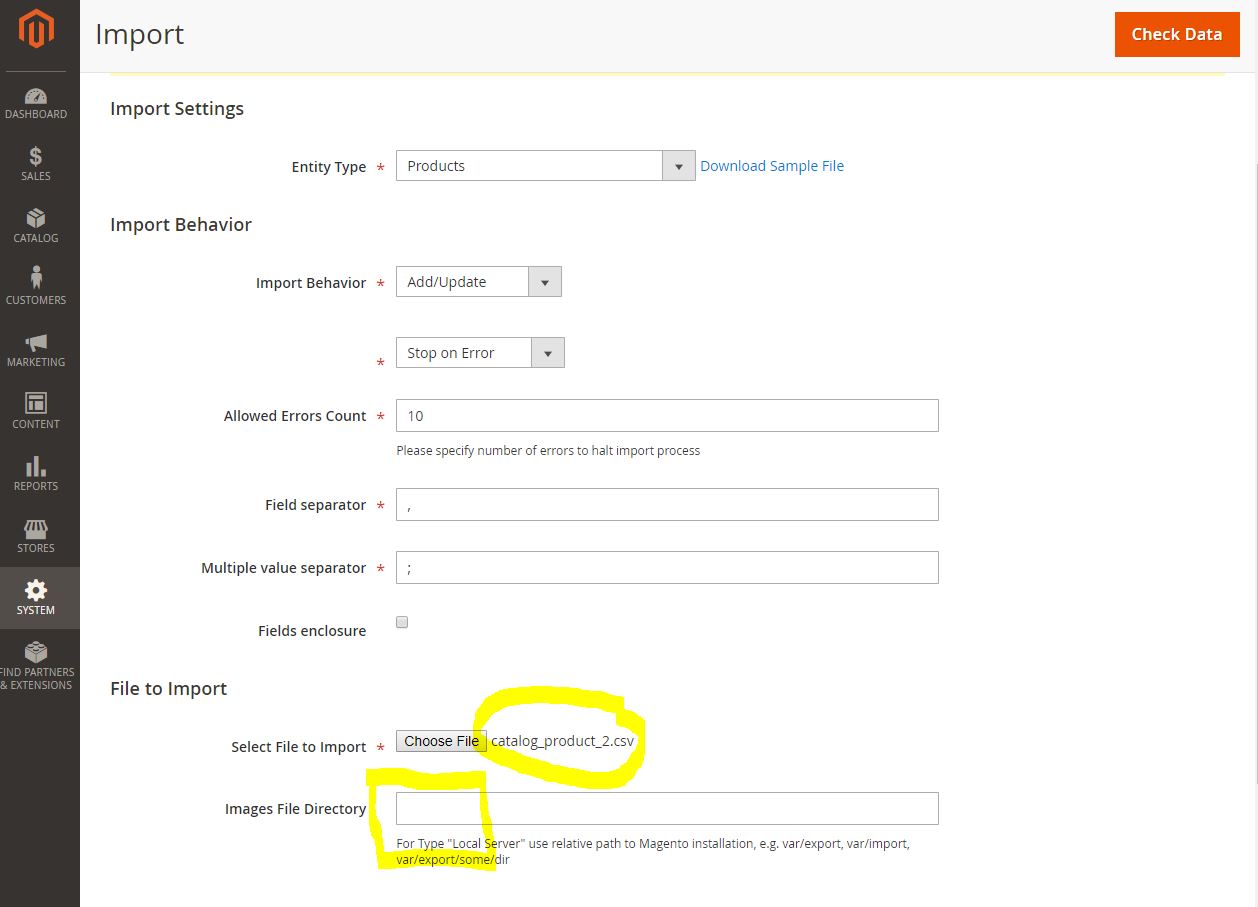 Import
Check Data
DASHBOARD
SALES
CATALOG
CUSTOMERS
MARKETING
CONTENT
REPORTS
STORES
SYSTEM
FIND PARTNERS
& EXTENSIONS
Import Settings
Entity Type * Products Download Sample File
Import Behavior
Import Behavior * Add/Update
* Stop on Error
Allowed Errors Count * 10
Please specify number of errors to halt import process
Field separator * ,
Multiple value separator * ;
Fields enclosure
File to Import
Select File to Import * Choose File catalog_product_2.csv
Images File Directory
For Type "Local Server" use relative path to Magento installation, e.g. var/export, var/import,
var/export/some/dir